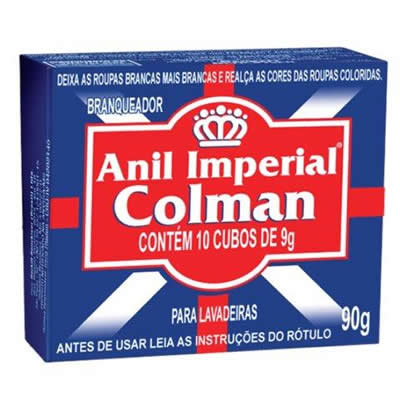 DEIXA AS ROUPAS BRANCAS MAIS BRANCAS E REALÇA AS CORES DAS ROUPAS COLORIDAS.
BRANQUEADOR
Anil Imperial®
Colman
CONTÉM 10 CUBOS DE 9g
PARA LAVADEIRAS
90g
ANTES DE USAR LEIA AS INSTRUÇÕES DO RÓTULO